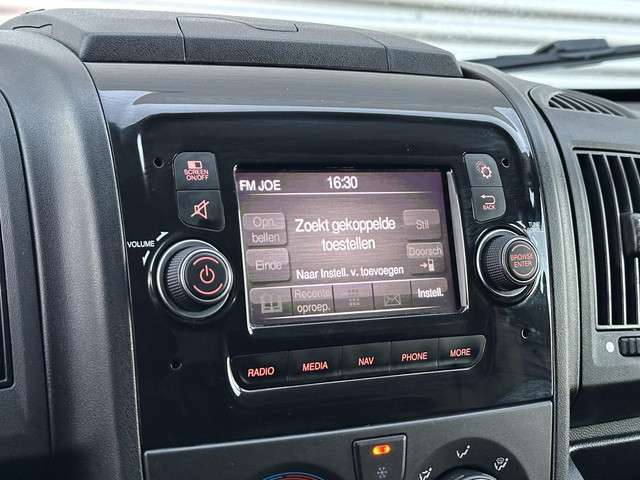 SCREEN
ON/OFF
VOLUME
FM JOE
16:30
Opn.
bellen
Zoekt gekoppelde
toestellen
Stil
Einde
Doorsch
Naar Instell. v. toevoegen
Recente
oproep.
Instell.
BACK
TUNE
BROWSE
ENTER
RADIO
MEDIA
NAV
PHONE
MORE